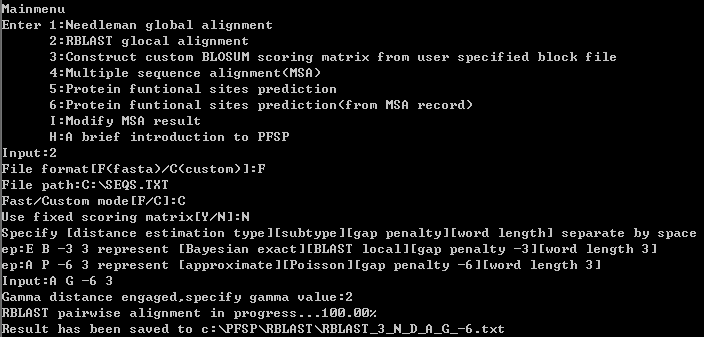 Mainmenu
Enter 1:Needleman global alignment
2:RBLAST glocal alignment
3:Construct custom BLOSUM scoring matrix from user specified block file
4:Multiple sequence alignment(MSA)
5:Protein funtional sites prediction
6:Protein funtional sites prediction(from MSA record)
I:Modify MSA result
H:A brief introduction to PFSP
Input:2
File format[F(fasta)/C(custom)]:F
File path:C:\SEQS.TXT
Fast/Custom mode[F/C]:C
Use fixed scoring matrix[Y/N]:N
Specify [distance estimation type][subtype][gap penalty][word length] separate by space
ep:E B -3 3 represent [Bayesian exact][BLAST local][gap penalty -3][word length 3]
ep:A P -6 3 represent [approximate][Poisson][gap penalty -6][word length 3]
Input:A G -6 3
Gamma distance engaged,specify gamma value:2
RBLAST pairwise alignment in progress...100.00%
Result has been saved to c:\PFSP\RBLAST\RBLAST_3_N_D_A_G_-6.txt